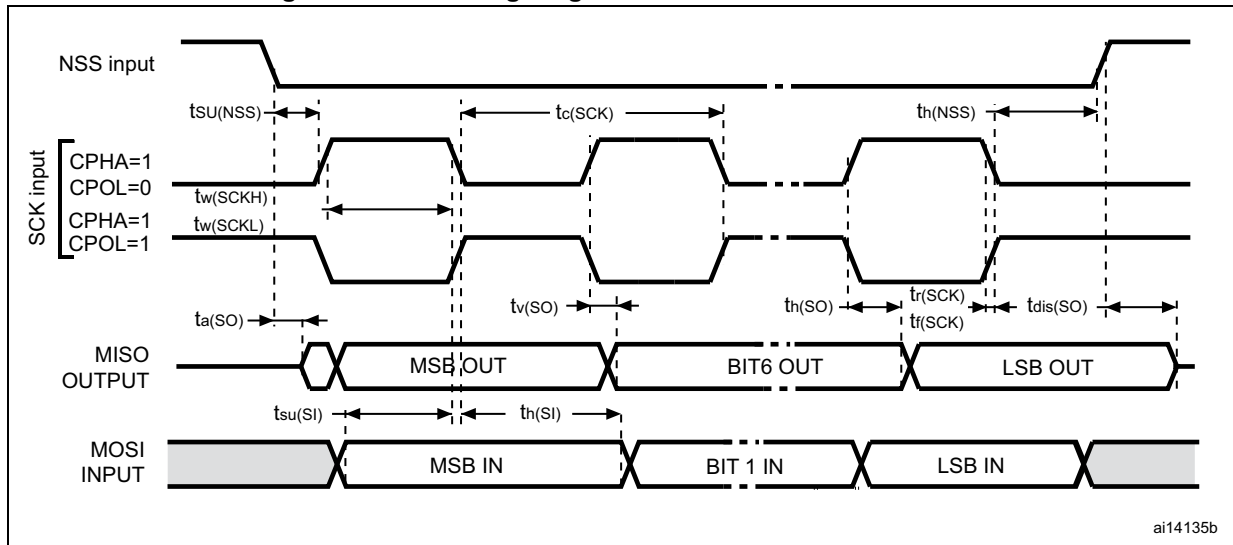 NSS input
tSU(NSS)
tc(SCK)
th(NSS)
SCK input
CPHA=1
CPOL=0
tw(SCKH)
CPHA=1
tw(SCKL)
CPOL=1
ta(SO)
tv(SO)
th(SO)
tr(SCK)
tf(SCK)
tdis(SO)
MISO
OUTPUT
MSB OUT
BIT6 OUT
LSB OUT
tsu(SI)
th(SI)
MOSI
INPUT
MSB IN
BIT 1 IN
LSB IN
ai14135b